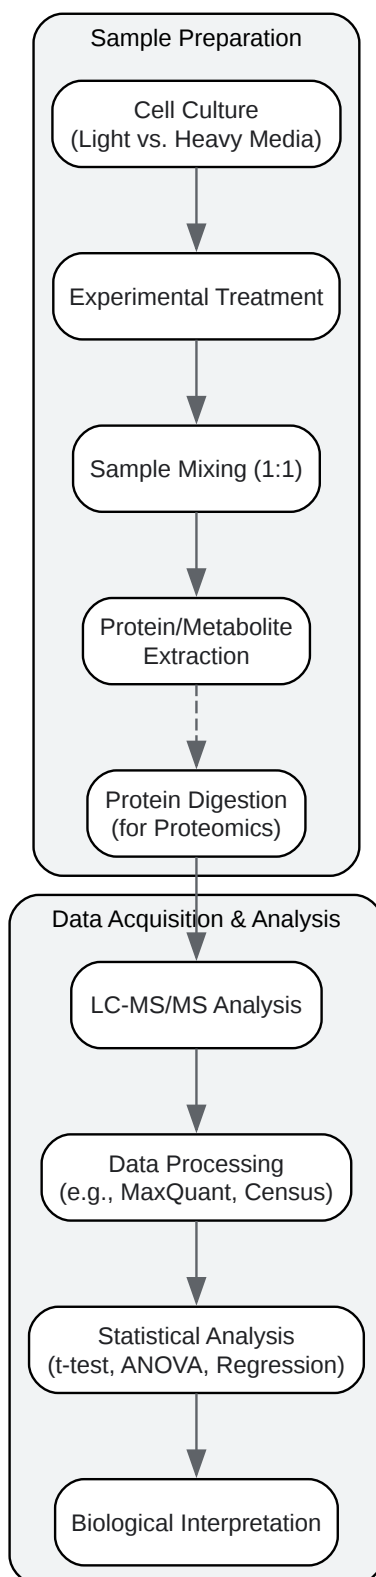 Sample Preparation
Cell Culture
(Light vs. Heavy Media)
Experimental Treatment
Sample Mixing (1:1)
Protein/Metabolite
Extraction
Protein Digestion
(for Proteomics)
Data Acquisition & Analysis
LC-MS/MS Analysis
Data Processing
(e.g., MaxQuant, Census)
Statistical Analysis
(t-test, ANOVA, Regression)
Biological Interpretation